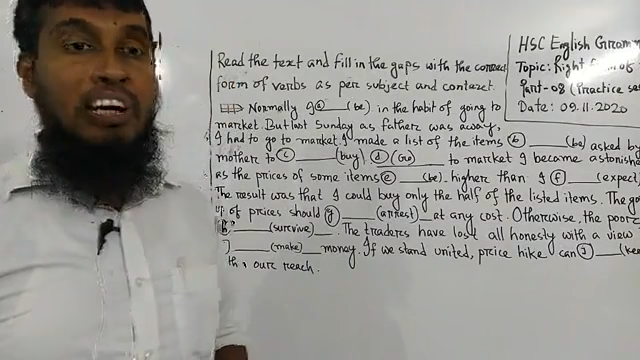 Read the text and fill in the gaps with the correct
form of verbs as per subject and context.
Normally I (a) ___ (be) in the habit of going to
market. But last Sunday as father was away,
I had to go to market. I made a list of the items (b) ___ (be) asked by
mother to (c) ___ (buy) (d) (Go) ___ to market I became astonished
as the prices of some items (e) ___ (be) higher than I (f) ___ (expect)
The result was that I could buy only the half of the listed items. The
of prices should (g) ___ (arrest) at any cost. Otherwise, the poor
(survive) ___. The traders have lost all honesty with a view
___ (make) ___ money. If we stand united, price hike can (j) ___
our reach.
HSC English Grammar
Topic: Right form of
Part-08 (Practice
Date: 09.11.2020